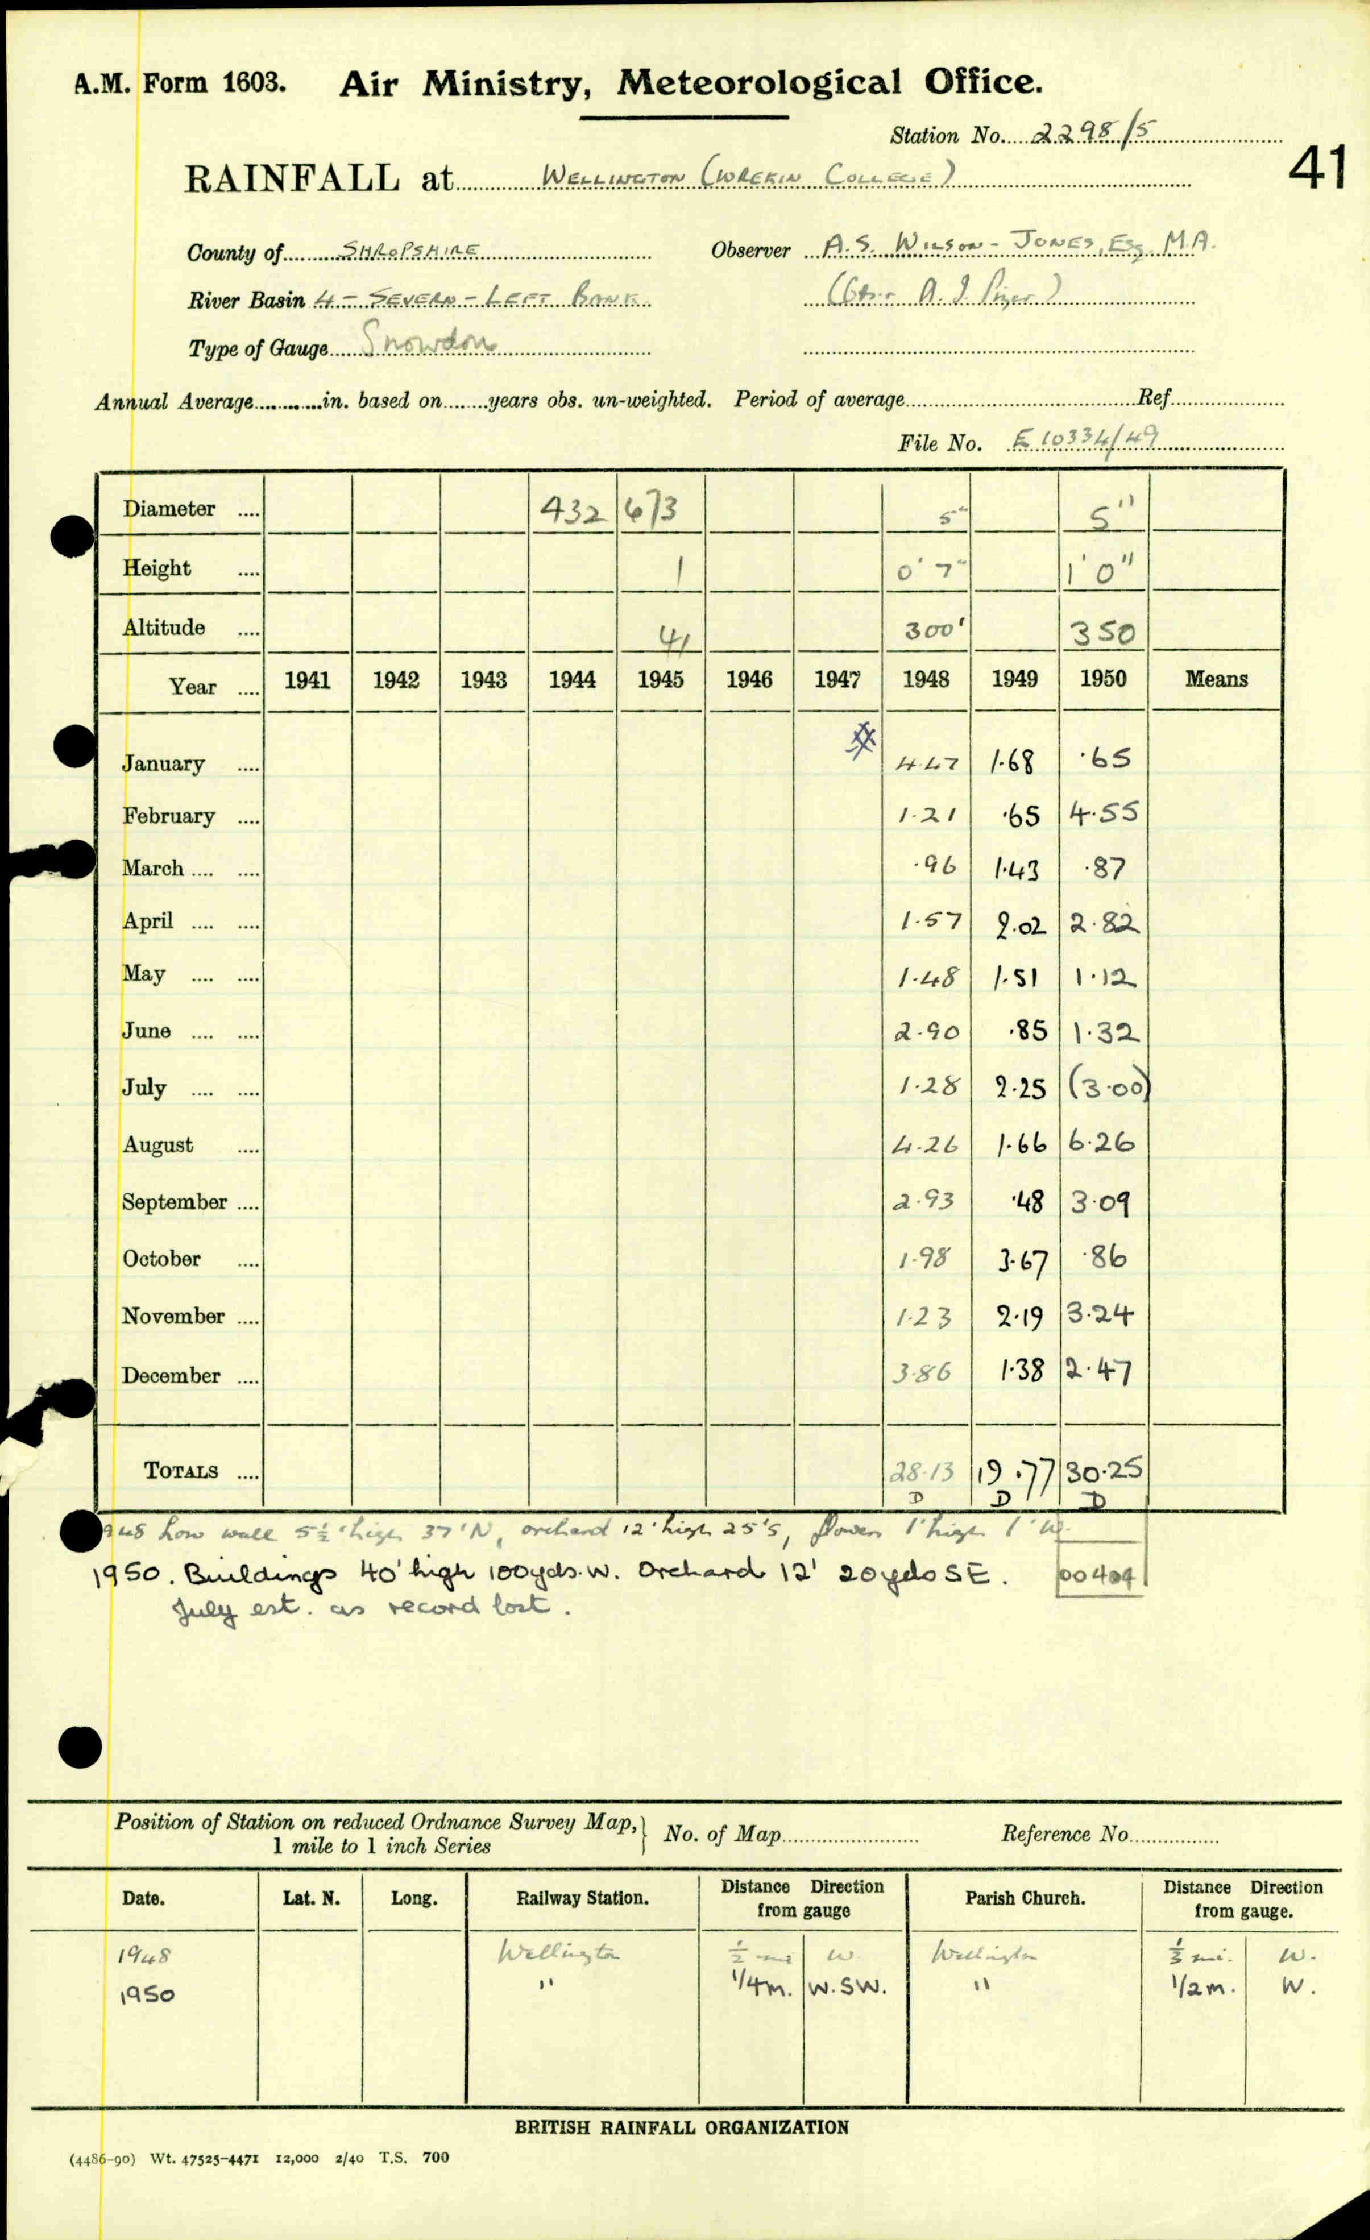 A.M. Form 1603. Air Ministry, Meteorological Office.
Station No. 2298/5
41
RAINFALL at WELLINGTON (WREKIN COLLEGE)
County of SHROPSHIRE Observer A.S. WILSON-JONES, Esq. M.A.
River Basin 4 - SEVERN - LEFT BANK
Type of Gauge Snowdon
Annual Average in. based on years obs. un-weighted. Period of average Ref
File No. E 10334/49
Diameter 432 673 5" 5"
Height 1 0' 7" 1' 0"
Altitude 41 300' 350
Year 1941 1942 1943 1944 1945 1946 1947 1948 1949 1950 Means
January 4.47 1.68 .65
February 1.21 .65 4.55
March .96 1.43 .87
April 1.57 2.02 2.82
May 1.48 1.51 1.12
June 2.90 .85 1.32
July 1.28 2.25 (3.00)
August 4.26 1.66 6.26
September 2.93 .48 3.09
October 1.98 3.67 .86
November 1.23 2.19 3.24
December 3.86 1.38 2.47
TOTALS 28.13 19.77 30.25
D D D
1948 Low wall 5½' high 37' N, orchard 12' high 25' S, flowers 1' high 1' W.
1950. Buildings 40' high 100yds. W. Orchard 12' 20yds SE.
July est. as record lost.
Position of Station on reduced Ordnance Survey Map, 1 mile to 1 inch Series No. of Map Reference No.
Date. Lat. N. Long. Railway Station. Distance Direction from gauge Parish Church. Distance Direction from gauge.
1948 Wellington ½ mi W Wellington ⅓ mi. W.
1950 " 1/4m. W.SW. " 1/2m. W.
BRITISH RAINFALL ORGANIZATION
(4486-90) Wt. 47525-4471 12,000 2/40 T.S. 700